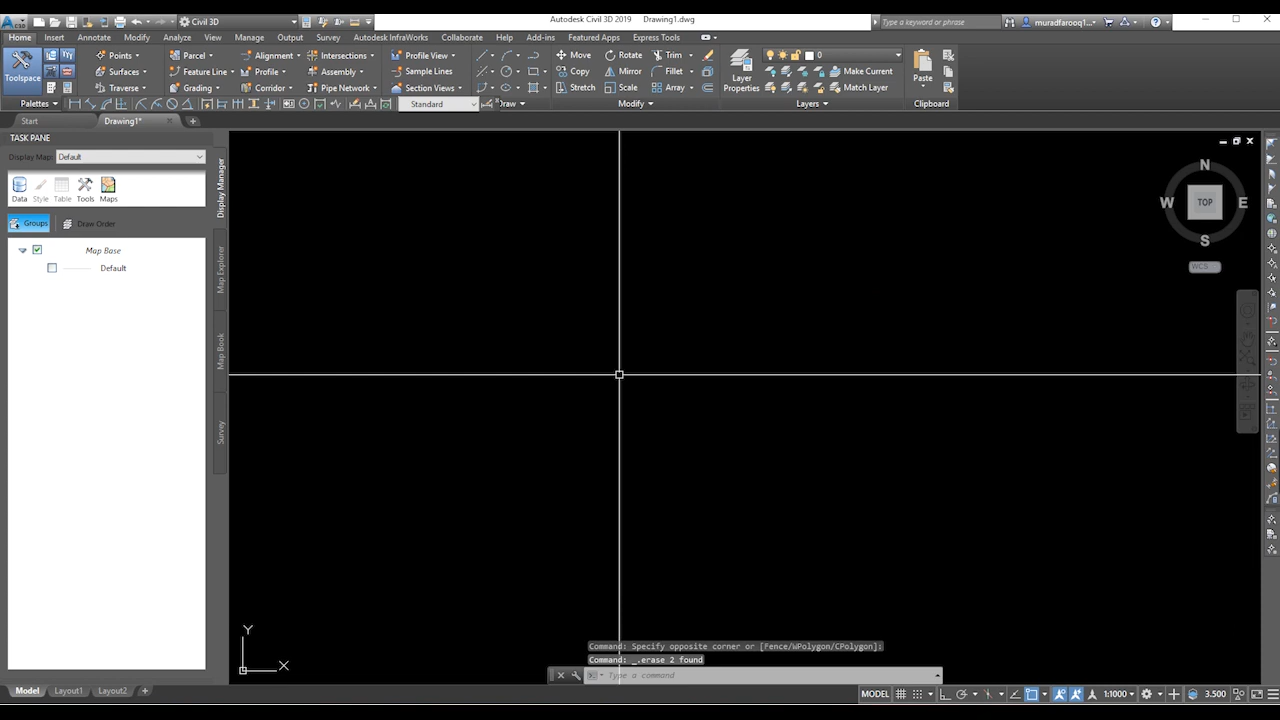 Civil 3D
Autodesk Civil 3D 2019 Drawing1.dwg
Type a keyword or phrase
muradfarooq1...
Home Insert Annotate Modify Analyze View Manage Output Survey Autodesk InfraWorks Collaborate Help Add-ins Featured Apps Express Tools
Toolspace
Points
Surfaces
Traverse
Parcel
Feature Line
Grading
Alignment
Profile
Corridor
Intersections
Assembly
Pipe Network
Profile View
Sample Lines
Section Views
Move
Copy
Stretch
Rotate
Mirror
Scale
Trim
Fillet
Array
Layer
Properties
0
Make Current
Match Layer
Paste
Palettes
Standard
Modify
Layers
Clipboard
Start
Drawing1*
TASK PANE
Display Map: Default
Data Style Table Tools Maps
Groups
Draw Order
Map Base
Default
Display Manager
Map Explorer
Map Book
Survey
N
W
TOP
E
S
WCS
Y
X
Command: Specify opposite corner or [Fence/WPolygon/CPolygon]:
Command: _.erase 2 found
Type a command
Model Layout1 Layout2
MODEL
1:1000
3.500